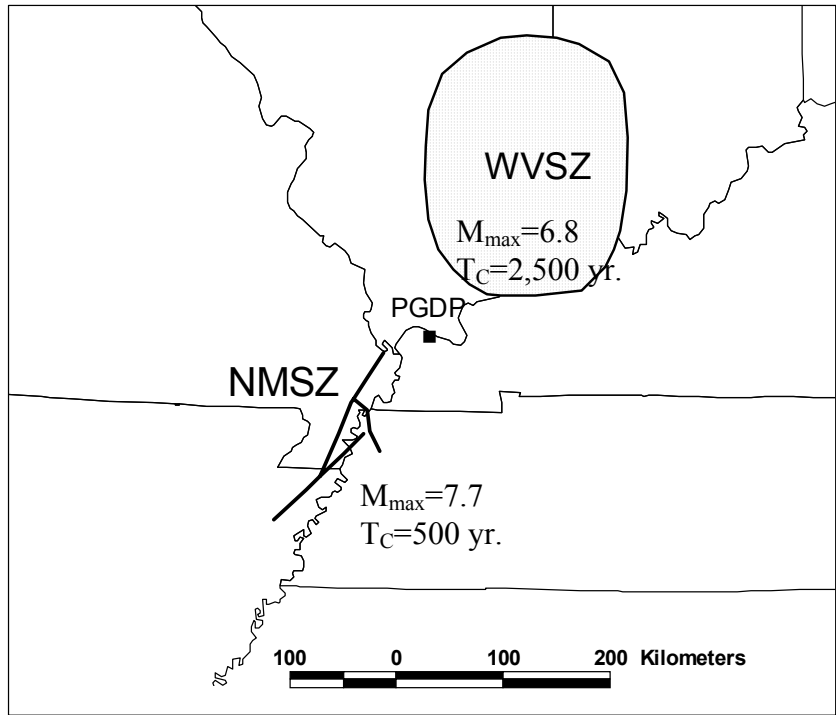 WVSZ
Mmax=6.8
TC=2,500 yr.
PGDP
NMSZ
Mmax=7.7
TC=500 yr.
100 0 100 200 Kilometers